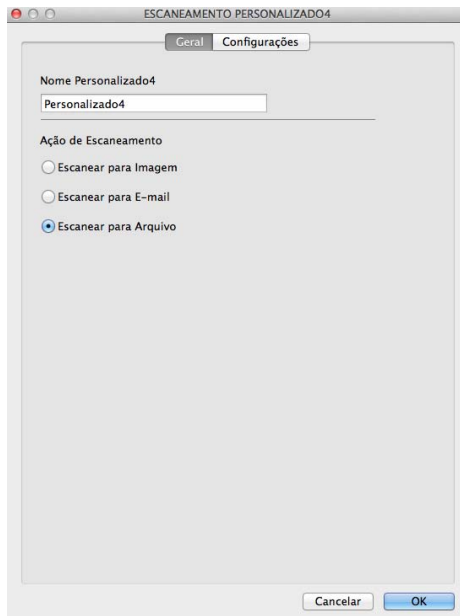 ESCANEAMENTO PERSONALIZADO4
Geral Configurações
Nome Personalizado4
Personalizado4
Ação de Escaneamento
Escanear para Imagem
Escanear para E-mail
Escanear para Arquivo
Cancelar OK